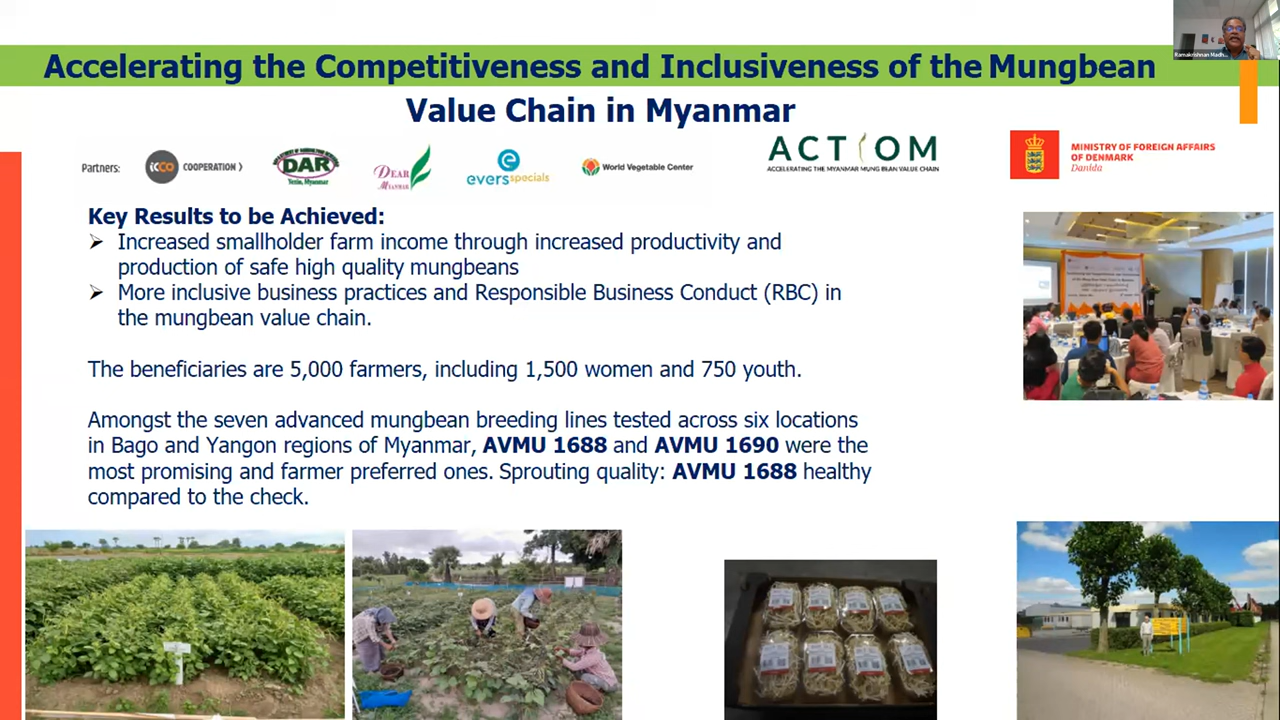 Ramakrishnan Madh...
Accelerating the Competitiveness and Inclusiveness of the Mungbean
Value Chain in Myanmar
Partners:
icco COOPERATION
DAR
Yezin, Myanmar
DEAR
MYANMAR
e
evers specials
World Vegetable Center
ACTION
ACCELERATING THE MYANMAR MUNG BEAN VALUE CHAIN
MINISTRY OF FOREIGN AFFAIRS
OF DENMARK
Danida
Key Results to be Achieved:
Increased smallholder farm income through increased productivity and
production of safe high quality mungbeans
More inclusive business practices and Responsible Business Conduct (RBC) in
the mungbean value chain.
The beneficiaries are 5,000 farmers, including 1,500 women and 750 youth.
Amongst the seven advanced mungbean breeding lines tested across six locations
in Bago and Yangon regions of Myanmar, AVMU 1688 and AVMU 1690 were the
most promising and farmer preferred ones. Sprouting quality: AVMU 1688 healthy
compared to the check.